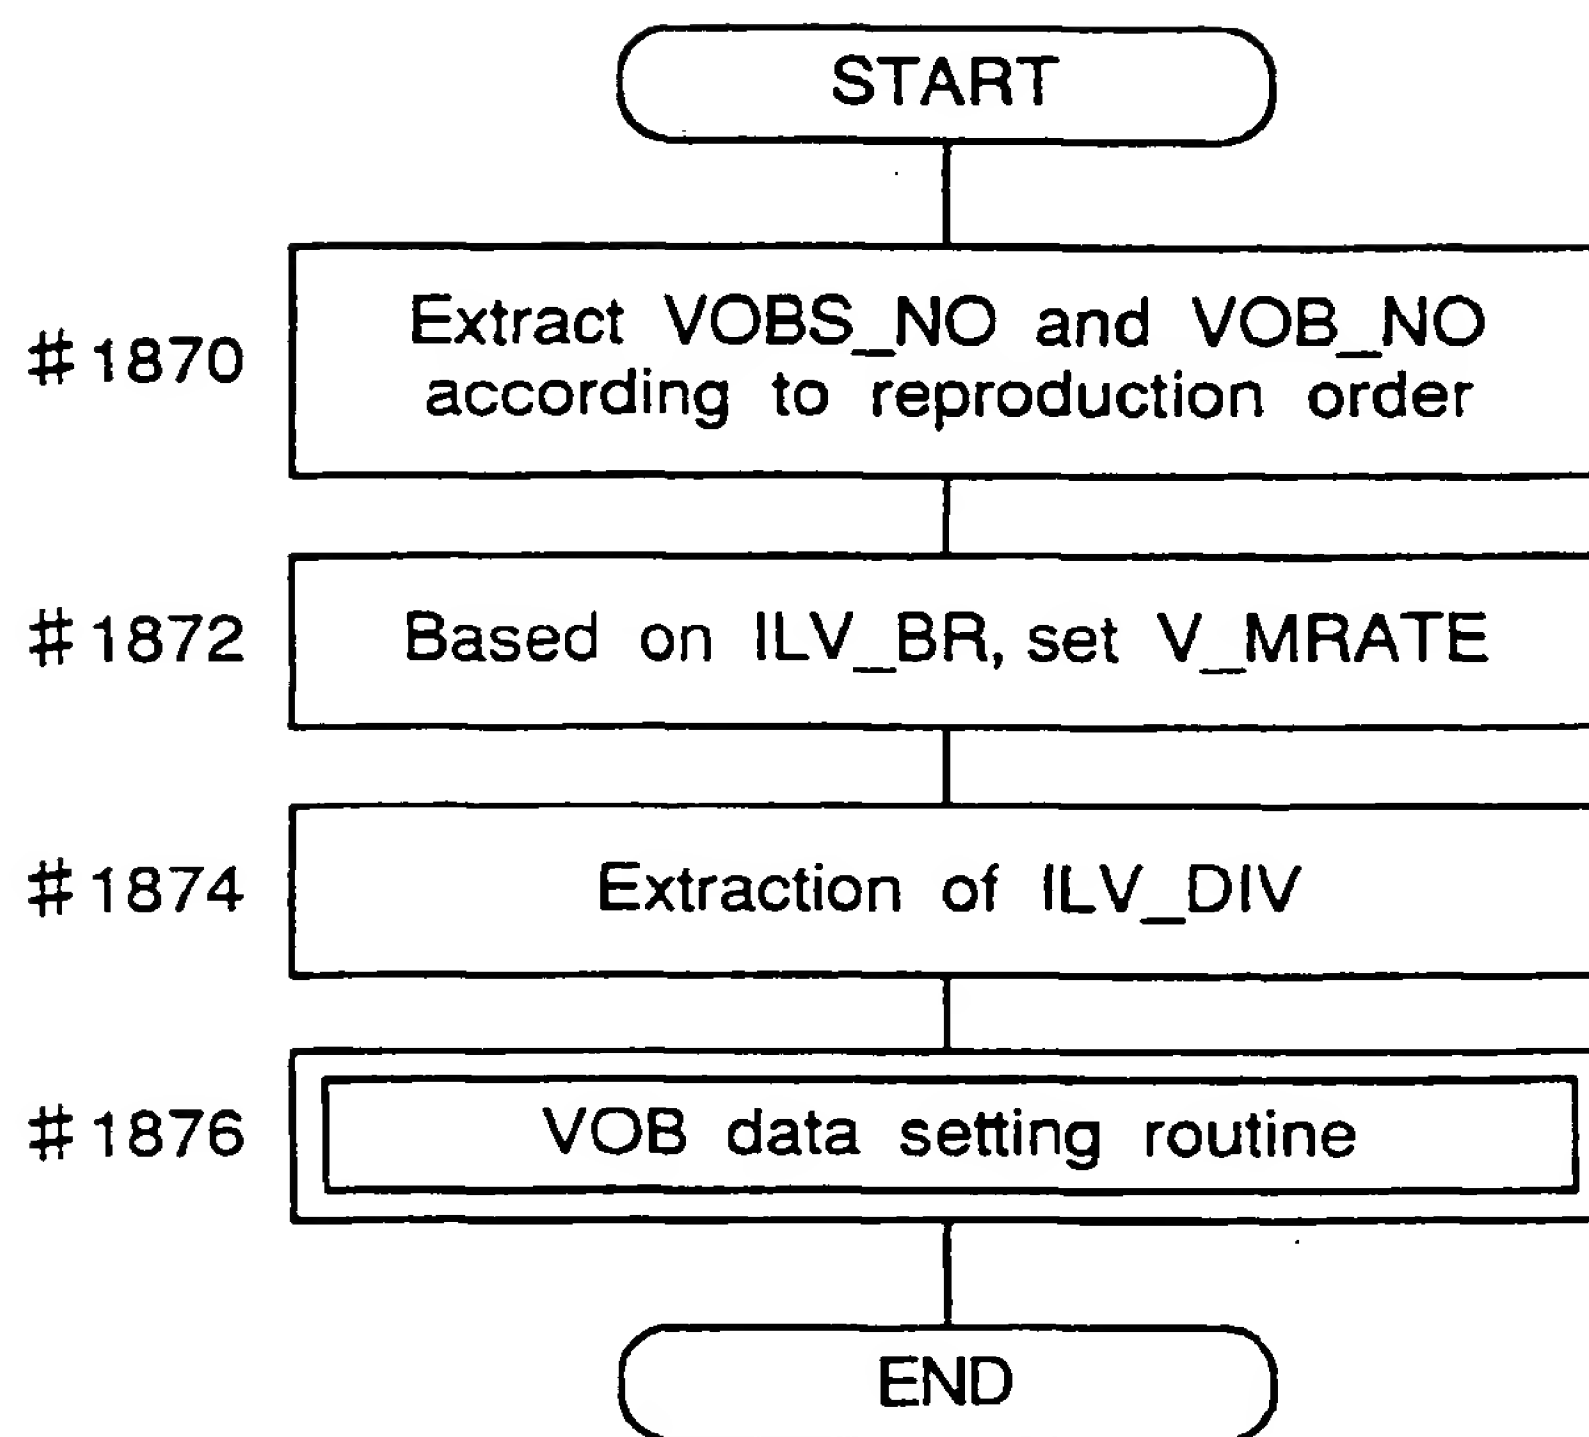 START
#1870
Extract VOBS_NO and VOB_NO
according to reproduction order
#1872
Based on ILV_BR, set V_MRATE
#1874
Extraction of ILV_DIV
#1876
VOB data setting routine
END